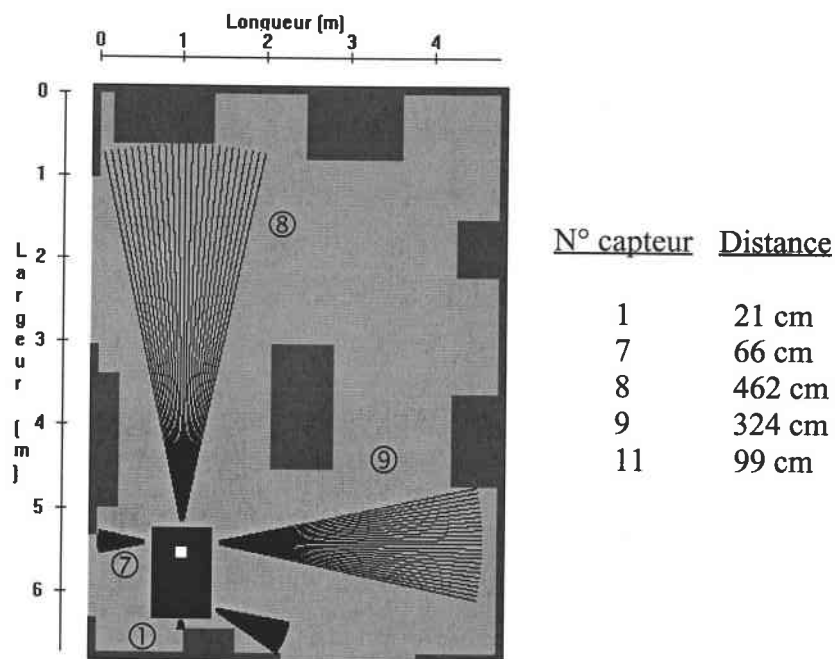 Longueur (m)
0 1 2 3 4
Largeur (m)
0
1
2
3
4
5
6
⑧
⑨
⑦
①
N° capteur Distance
1 21 cm
7 66 cm
8 462 cm
9 324 cm
11 99 cm